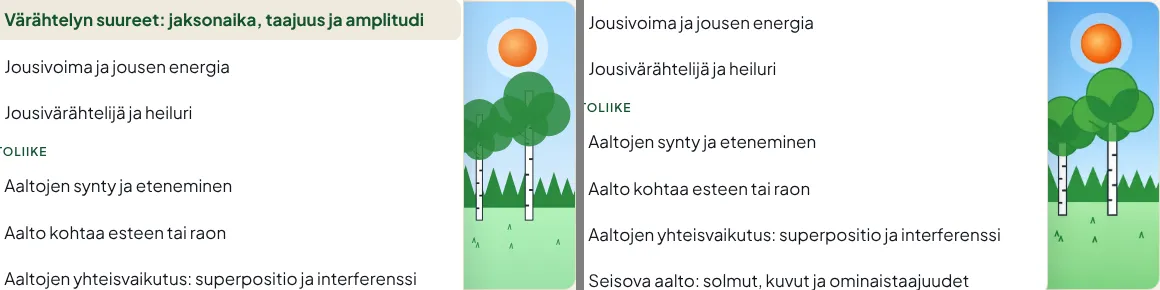 Värähtelyn suureet: jaksonaika, taajuus ja amplitudi
Jousivoima ja jousen energia
Jousivärähtelijä ja heiluri
TOLIIKE
Aaltojen synty ja eteneminen
Aalto kohtaa esteen tai raon
Aaltojen yhteisvaikutus: superpositio ja interferenssi
Jousivoima ja jousen energia
Jousivärähtelijä ja heiluri
TOLIIKE
Aaltojen synty ja eteneminen
Aalto kohtaa esteen tai raon
Aaltojen yhteisvaikutus: superpositio ja interferenssi
Seisova aalto: solmut, kuvut ja ominaistaajuudet